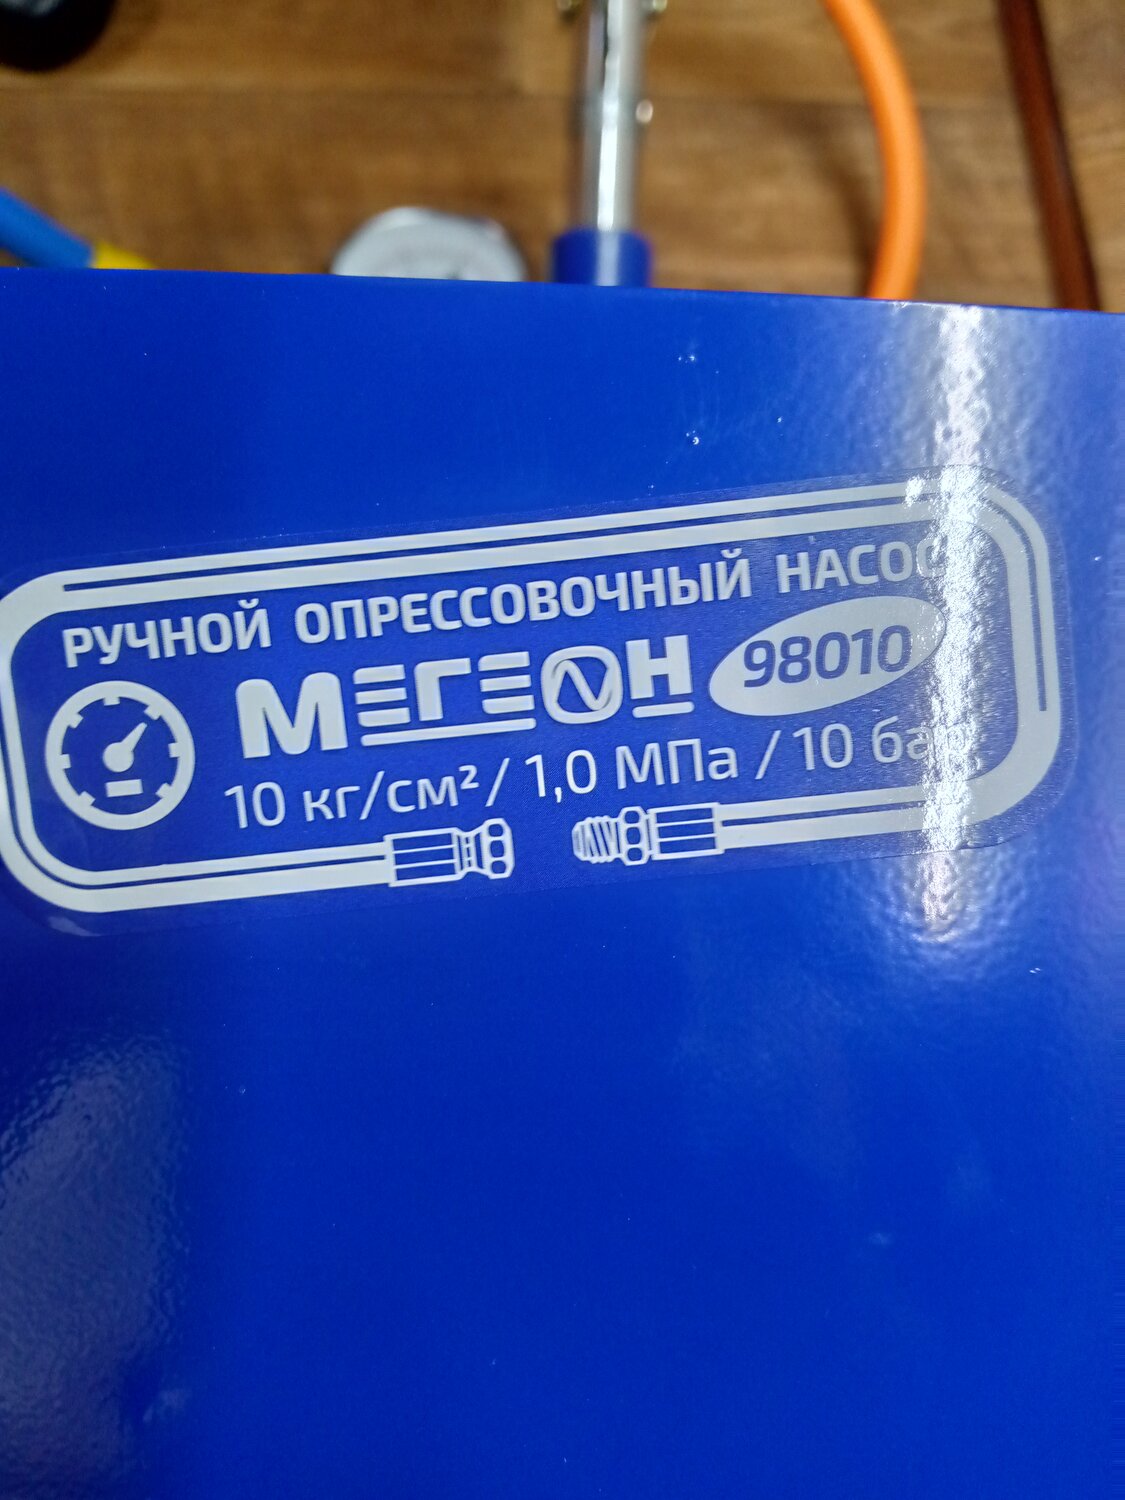 РУЧНОЙ ОПРЕССОВОЧНЫЙ НАСОС
МЕГЕОН 98010
10 кг/см² / 1,0 МПа / 10 бар